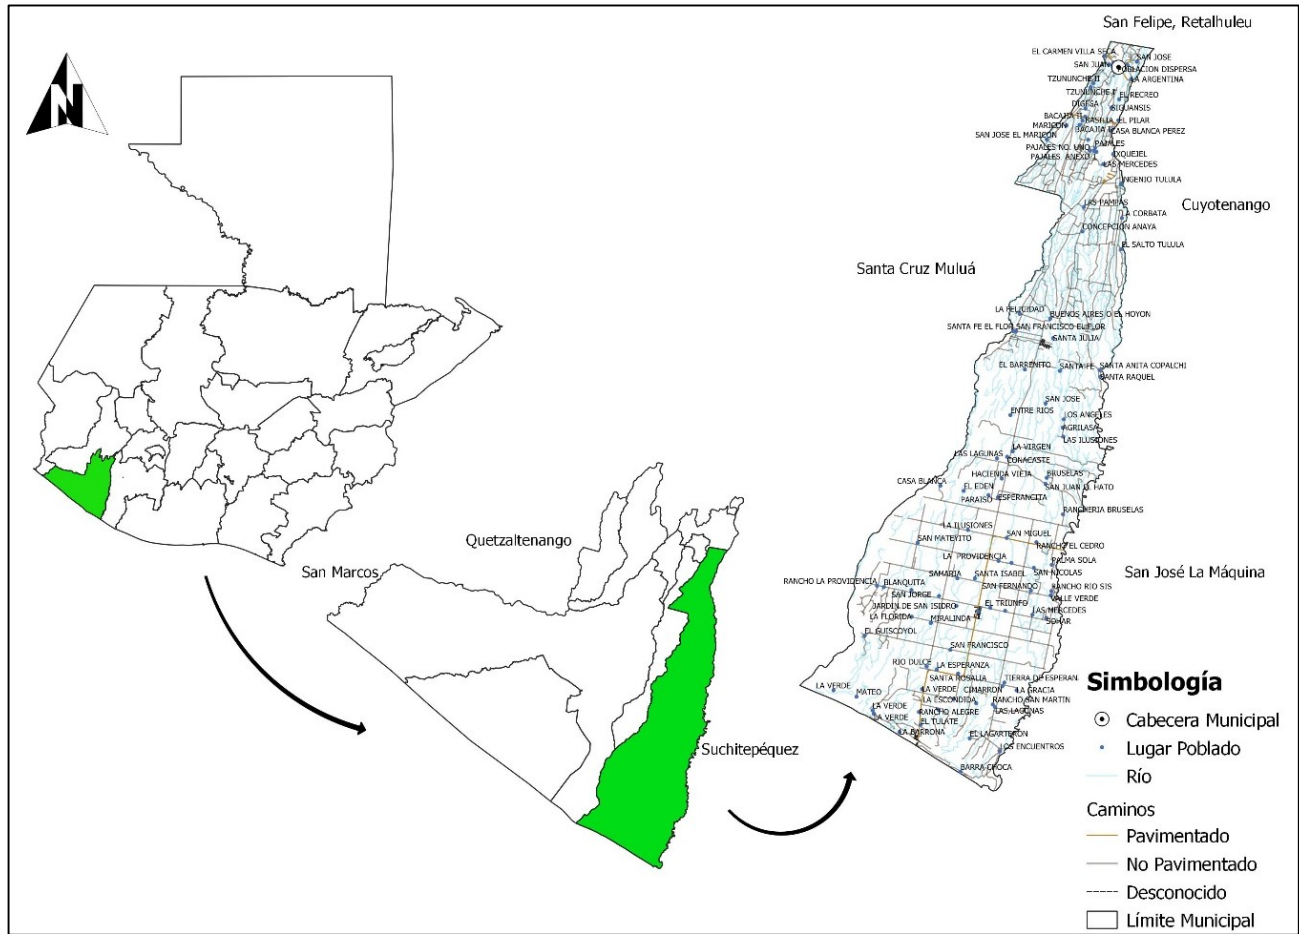 San Felipe, Retalhuleu
N
EL CARMEN VILLA SECA
SAN JOSE
SAN JUAN
POBLACION DISPERSA
LA ARGENTINA
TZUNUNCHE II
TZUNUNCHE I
EL RECREO
DIGESA
SIGUANSIS
BACAJIA II
BASILIA
EL PILAR
MARICON
BACAJIA I
CASA BLANCA PEREZ
SAN JOSE EL MARICON
PAJALES
PAJALES NO. UNO
IXQUEJEL
PAJALES ANEXO
LAS MERCEDES
INGENIO TULULA
LAS PAMPAS
Cuyotenango
LA CORBATA
CONCEPCION ANAYA
EL SALTO TULULA
Santa Cruz Muluá
LA FELICIDAD
BUENOS AIRES O EL HOYON
SANTA FE EL FLOR
SAN FRANCISCO EL FLOR
SANTA JULIA
EL BARRENITO
SANTA FE
SANTA ANITA COPALCHI
SANTA RAQUEL
SAN JOSE
ENTRE RIOS
LOS ANGELES
AGRILASA
LAS ILUSIONES
LA VIRGEN
LAS LAGUNAS
CONACASTE
HACIENDA VIEJA
BRUSELAS
CASA BLANCA
EL EDEN
SAN JUAN EL HATO
PARAISO
ESPERANCITA
RANCHERIA BRUSELAS
LA ILUSIONES
SAN MATEYITO
SAN MIGUEL
RANCHO EL CEDRO
Quetzaltenango
LA PROVIDENCIA
PALMA SOLA
San Marcos
SAN NICOLAS
San José La Máquina
SAMARIA
SANTA ISABEL
RANCHO LA PROVIDENCIA
BLANQUITA
SAN FERNANDO
RANCHO RIO SIS
SAN JORGE
VALLE VERDE
JARDIN DE SAN ISIDRO
EL TRIUNFO
LAS MERCEDES
LA FLORIDA
MIRALINDA
SOHAR
EL GUISCOYOL
SAN FRANCISCO
RIO DULCE
LA ESPERANZA
SANTA ROSALIA
TIERRA DE ESPERAN
LA VERDE
MATEO
LA VERDE
CIMARRON
LA GRACIA
LA ESCONDIDA
RANCHO SAN MARTIN
LA VERDE
RANCHO ALEGRE
LAS LAGUNAS
LA VERDE
EL TULATE
LA BARRONA
EL LAGARTERON
LOS ENCUENTROS
BARRA CHOCA
Suchitepéquez
Simbología
Cabecera Municipal
Lugar Poblado
Río
Caminos
Pavimentado
No Pavimentado
Desconocido
Límite Municipal